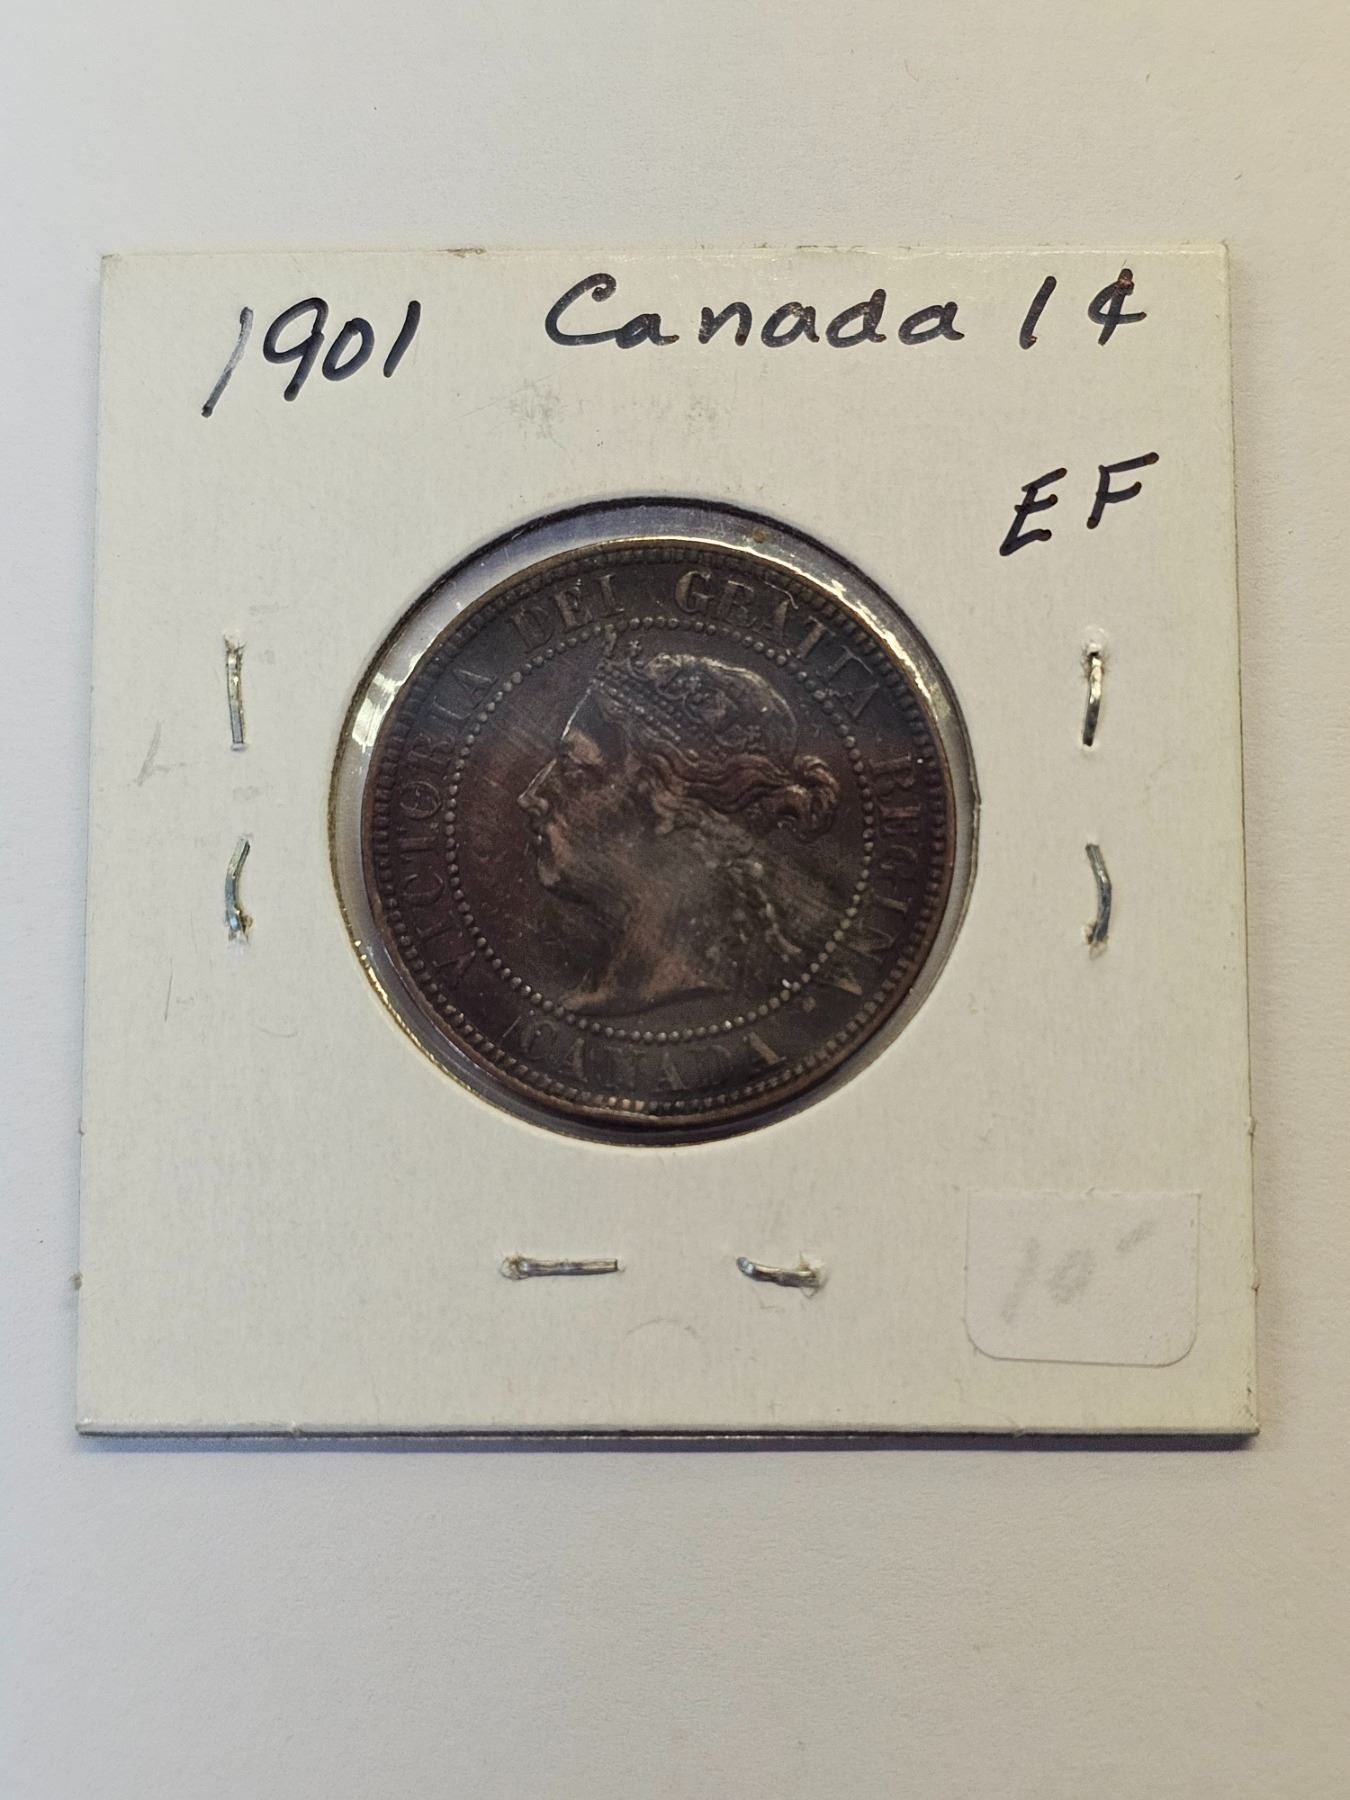 1901 Canada 1¢
EF
VICTORIA DEI GRATIA REGINA.
CANADA
10-